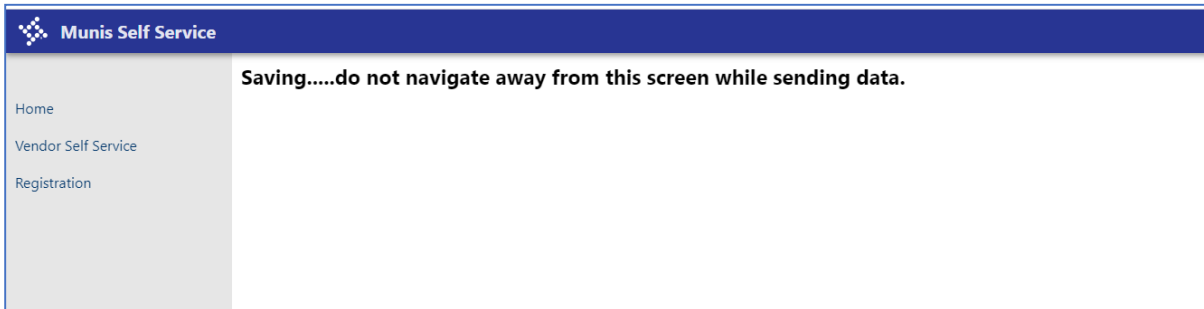 Munis Self Service
Saving.....do not navigate away from this screen while sending data.
Home
Vendor Self Service
Registration